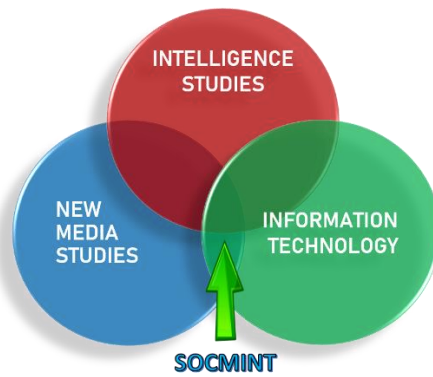 INTELLIGENCE
STUDIES
NEW
MEDIA
STUDIES
INFORMATION
TECHNOLOGY
SOCMINT